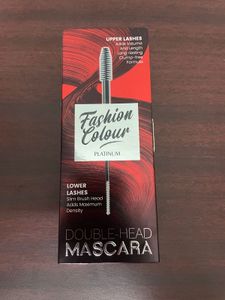 UPPER LASHES
Adds Volume
And Length
Long-lasting
Clump-free
Formula
Fashion
Colour
PLATINUM
LOWER
LASHES
Slim Brush Head
Adds Maximum
Density
DOUBLE-HEAD
MASCARA